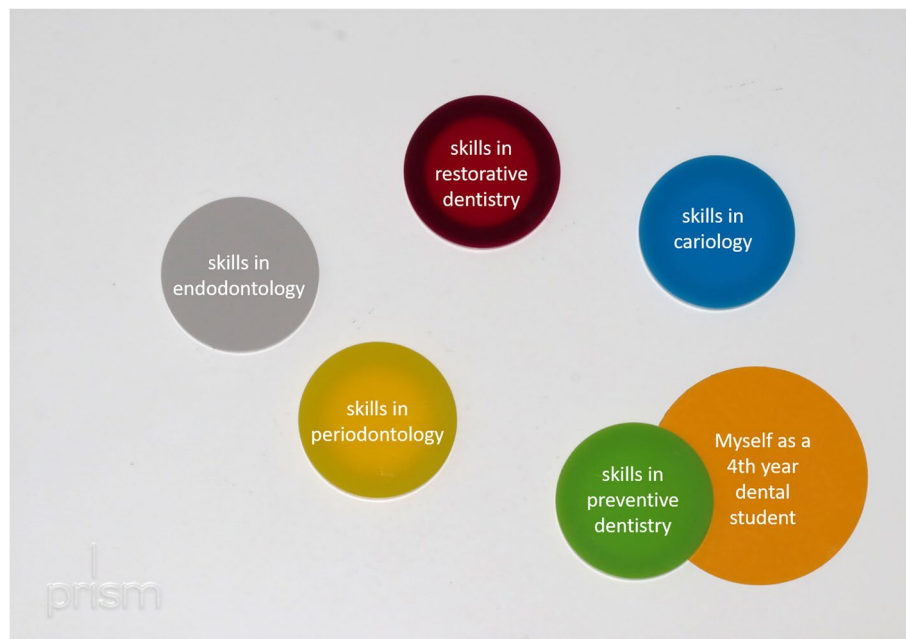 skills in
restorative
dentistry
skills in
cariology
skills in
endodontology
skills in
periodontology
Myself as a
4th year
dental
student
skills in
preventive
dentistry
prism